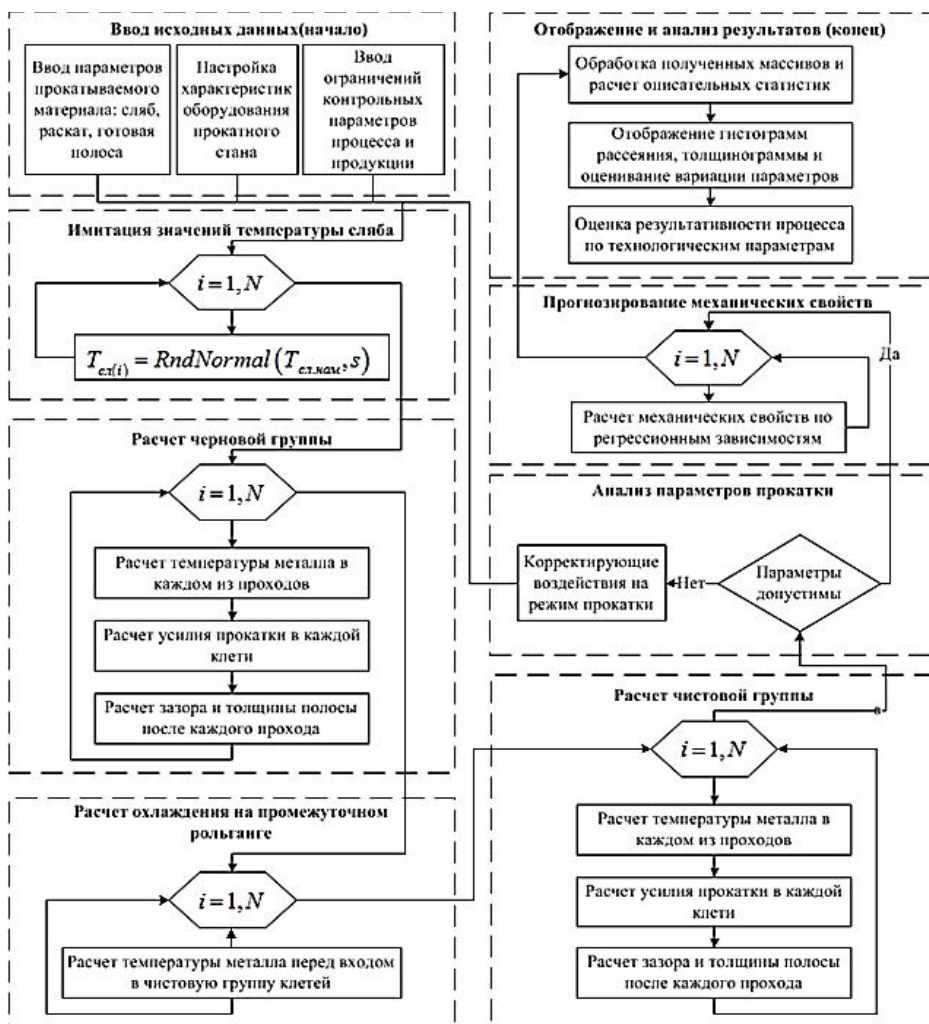 Ввод исходных данных(начало)
Ввод параметров
прокатываемого
материала: сляб,
раскат, готовая
полоса
Настройка
характеристик
оборудования
прокатного
стана
Ввод
ограничений
контрольных
параметров
процесса и
продукции
Имитация значений температуры сляба
i = 1, N
T сл(i) = RndNormal (T сл.ном, s)
Расчет черновой группы
i = 1, N
Расчет температуры металла в
каждом из проходов
Расчет усилия прокатки в каждой
клети
Расчет зазора и толщины полосы
после каждого прохода
Расчет охлаждения на промежуточном
рольганге
i = 1, N
Расчет температуры металла перед входом
в чистовую группу клетей
Отображение и анализ результатов (конец)
Обработка полученных массивов и
расчет описательных статистик
Отображение гистограмм
рассеяния, толщинограммы и
оценивание вариации параметров
Оценка результативности процесса
по технологическим параметрам
Прогнозирование механических свойств
i = 1, N
Да
Расчет механических свойств по
регрессионным зависимостям
Анализ параметров прокатки
Корректирующие
воздействия на
режим прокатки
Нет
Параметры
допустимы
Расчет чистовой группы
в
i = 1, N
Расчет температуры металла в
каждом из проходов
Расчет усилия прокатки в каждой
клети
Расчет зазора и толщины полосы
после каждого прохода